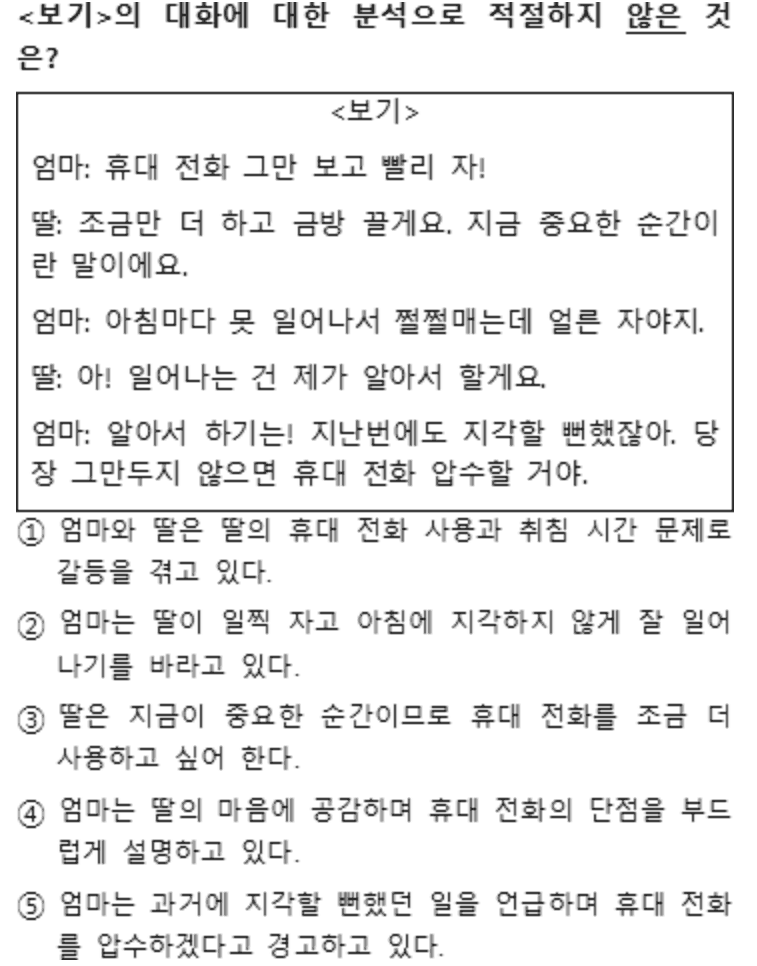 <보기>의 대화에 대한 분석으로 적절하지 않은 것
은?
<보기>
엄마: 휴대 전화 그만 보고 빨리 자!
딸: 조금만 더 하고 금방 끌게요. 지금 중요한 순간이
란 말이에요.
엄마: 아침마다 못 일어나서 쩔쩔매는데 얼른 자야지.
딸: 아! 일어나는 건 제가 알아서 할게요.
엄마: 알아서 하기는! 지난번에도 지각할 뻔했잖아. 당
장 그만두지 않으면 휴대 전화 압수할 거야.
① 엄마와 딸은 딸의 휴대 전화 사용과 취침 시간 문제로
갈등을 겪고 있다.
② 엄마는 딸이 일찍 자고 아침에 지각하지 않게 잘 일어
나기를 바라고 있다.
③ 딸은 지금이 중요한 순간이므로 휴대 전화를 조금 더
사용하고 싶어 한다.
④ 엄마는 딸의 마음에 공감하며 휴대 전화의 단점을 부드
럽게 설명하고 있다.
⑤ 엄마는 과거에 지각할 뻔했던 일을 언급하며 휴대 전화
를 압수하겠다고 경고하고 있다.